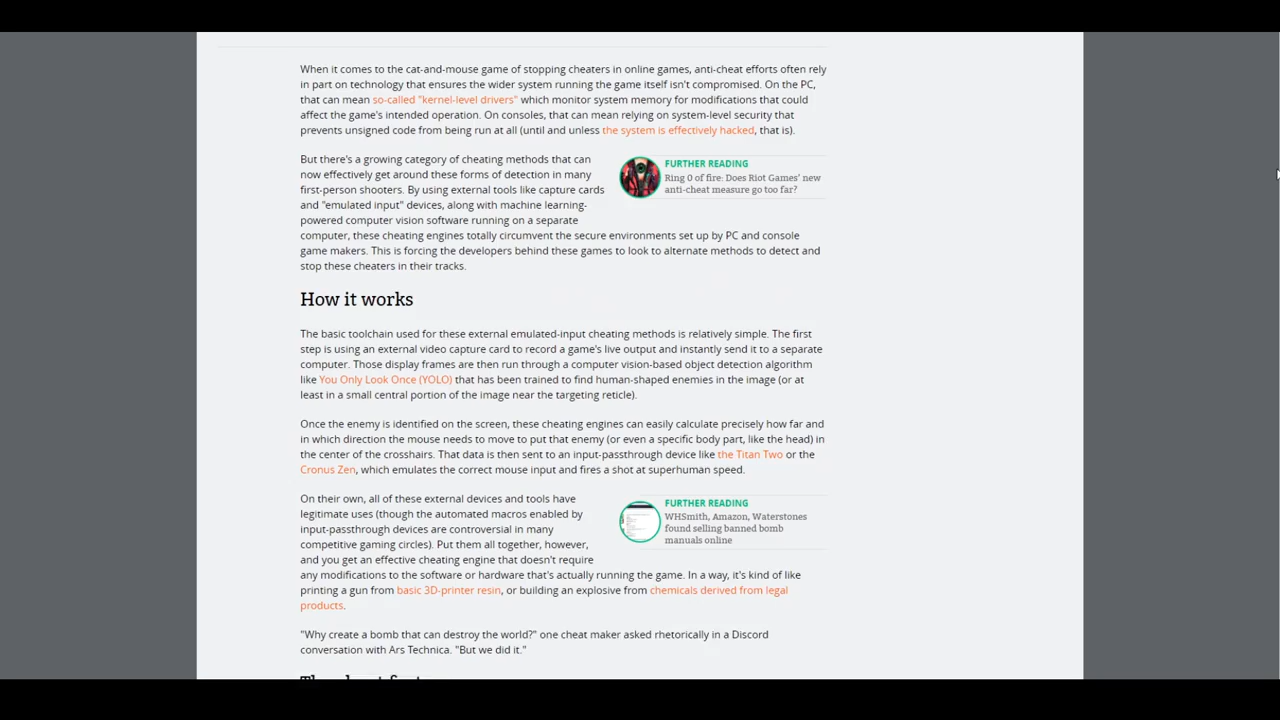 When it comes to the cat-and-mouse game of stopping cheaters in online games, anti-cheat efforts often rely
in part on technology that ensures the wider system running the game itself isn't compromised. On the PC,
that can mean so-called "kernel-level drivers" which monitor system memory for modifications that could
affect the game's intended operation. On consoles, that can mean relying on system-level security that
prevents unsigned code from being run at all (until and unless the system is effectively hacked, that is).
But there's a growing category of cheating methods that can
now effectively get around these forms of detection in many
first-person shooters. By using external tools like capture cards
and "emulated input" devices, along with machine learning-
powered computer vision software running on a separate
computer, these cheating engines totally circumvent the secure environments set up by PC and console
game makers. This is forcing the developers behind these games to look to alternate methods to detect and
stop these cheaters in their tracks.
FURTHER READING
Ring 0 of fire: Does Riot Games' new
anti-cheat measure go too far?
How it works
The basic toolchain used for these external emulated-input cheating methods is relatively simple. The first
step is using an external video capture card to record a game's live output and instantly send it to a separate
computer. Those display frames are then run through a computer vision-based object detection algorithm
like You Only Look Once (YOLO) that has been trained to find human-shaped enemies in the image (or at
least in a small central portion of the image near the targeting reticle).
Once the enemy is identified on the screen, these cheating engines can easily calculate precisely how far and
in which direction the mouse needs to move to put that enemy (or even a specific body part, like the head) in
the center of the crosshairs. That data is then sent to an input-passthrough device like the Titan Two or the
Cronus Zen, which emulates the correct mouse input and fires a shot at superhuman speed.
On their own, all of these external devices and tools have
legitimate uses (though the automated macros enabled by
input-passthrough devices are controversial in many
competitive gaming circles). Put them all together, however,
and you get an effective cheating engine that doesn't require
any modifications to the software or hardware that's actually running the game. In a way, it's kind of like
printing a gun from basic 3D-printer resin, or building an explosive from chemicals derived from legal
products.
FURTHER READING
WHSmith, Amazon, Waterstones
found selling banned bomb
manuals online
"Why create a bomb that can destroy the world?" one cheat maker asked rhetorically in a Discord
conversation with Ars Technica. "But we did it."